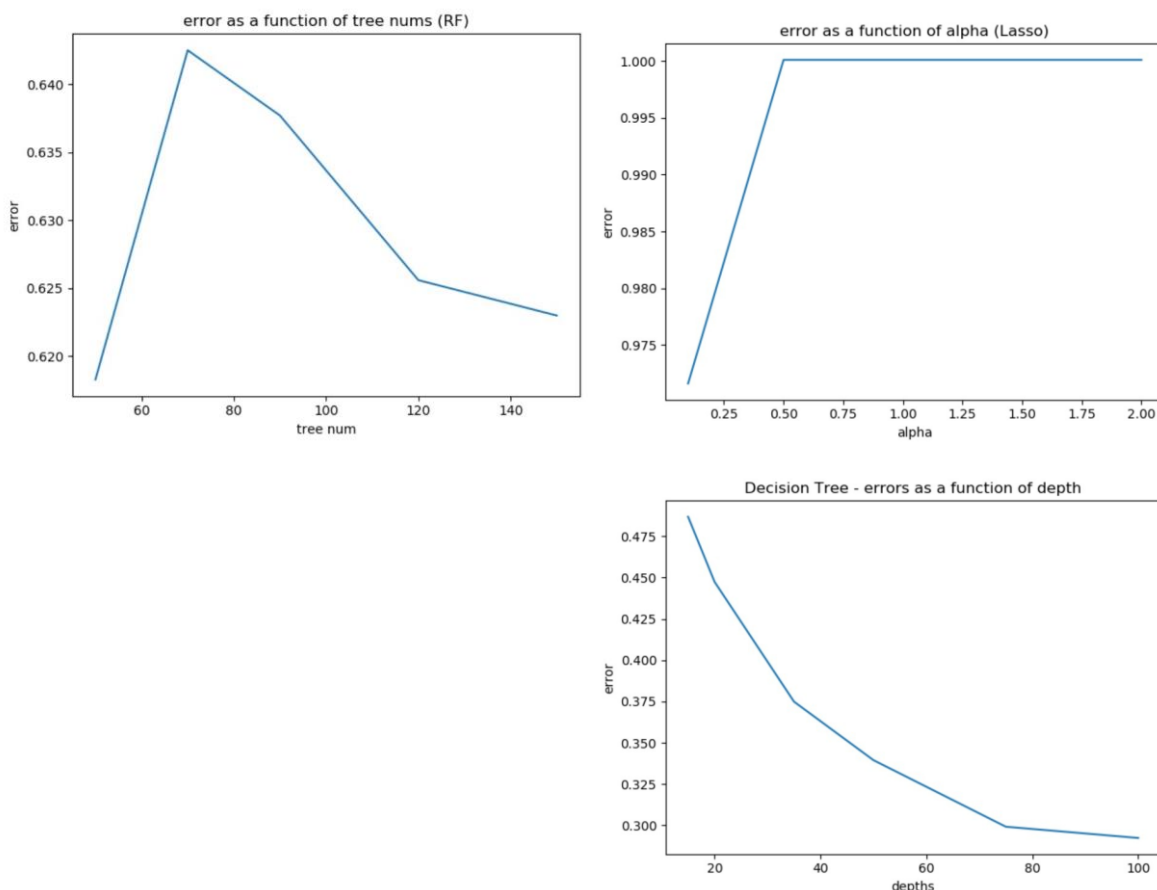 error as a function of tree nums (RF)
error
0.640
0.635
0.630
0.625
0.620
60 80 100 120 140
tree num
error as a function of alpha (Lasso)
error
1.000
0.995
0.990
0.985
0.980
0.975
0.25 0.50 0.75 1.00 1.25 1.50 1.75 2.00
alpha
Decision Tree - errors as a function of depth
error
0.475
0.450
0.425
0.400
0.375
0.350
0.325
0.300
20 40 60 80 100
depths